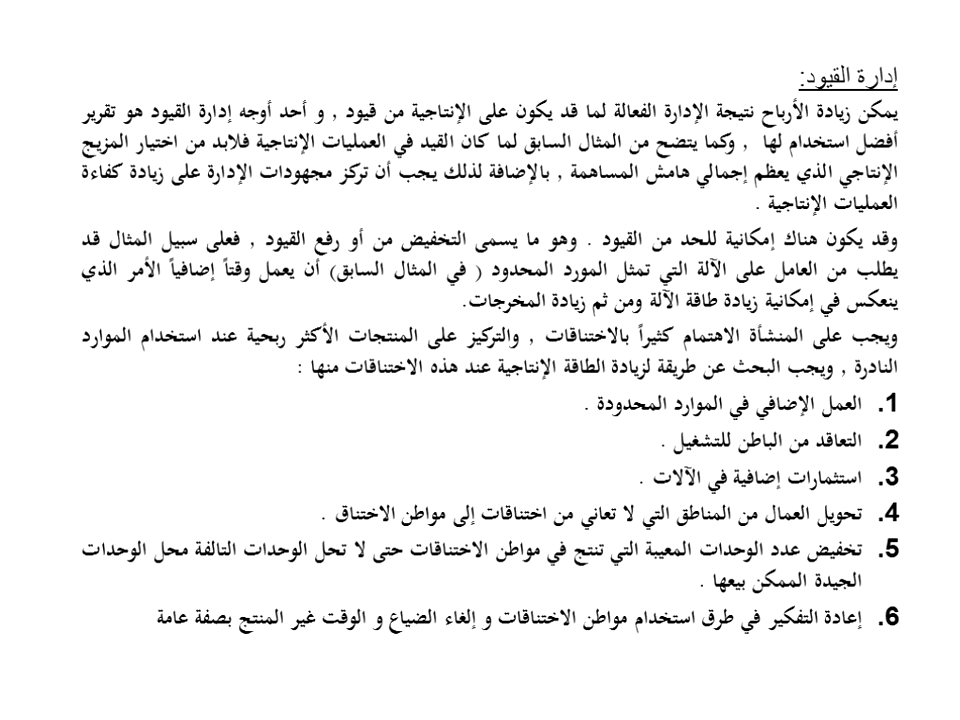 إدارة القيود:
يمكن زيادة الأرباح نتيجة الإدارة الفعالة لما قد يكون على الإنتاجية من قيود , و أحد أوجه إدارة القيود هو تقرير
أفضل استخدام لها , وكما يتضح من المثال السابق لما كان القيد في العمليات الإنتاجية فلابد من اختيار المزيج
الإنتاجي الذي يعظم إجمالي هامش المساهمة , بالإضافة لذلك يجب أن تركز مجهودات الإدارة على زيادة كفاءة
العمليات الإنتاجية .
وقد يكون هناك إمكانية للحد من القيود . وهو ما يسمى التخفيض من أو رفع القيود , فعلى سبيل المثال قد
يطلب من العامل على الآلة التي تمثل المورد المحدود ( في المثال السابق) أن يعمل وقتاً إضافياً الأمر الذي
ينعكس في إمكانية زيادة طاقة الآلة ومن ثم زيادة المخرجات.
ويجب على المنشأة الاهتمام كثيراً بالاختناقات , والتركيز على المنتجات الأكثر ربحية عند استخدام الموارد
النادرة , ويجب البحث عن طريقة لزيادة الطاقة الإنتاجية عند هذه الاختناقات منها :
1. العمل الإضافي في الموارد المحدودة .
2. التعاقد من الباطن للتشغيل .
3. استثمارات إضافية في الآلات .
4. تحويل العمال من المناطق التي لا تعاني من اختناقات إلى مواطن الاختناق .
5. تخفيض عدد الوحدات المعيبة التي تنتج في مواطن الاختناقات حتى لا تحل الوحدات التالفة محل الوحدات
الجيدة الممكن بيعها .
6. إعادة التفكير في طرق استخدام مواطن الاختناقات و إلغاء الضياع و الوقت غير المنتج بصفة عامة